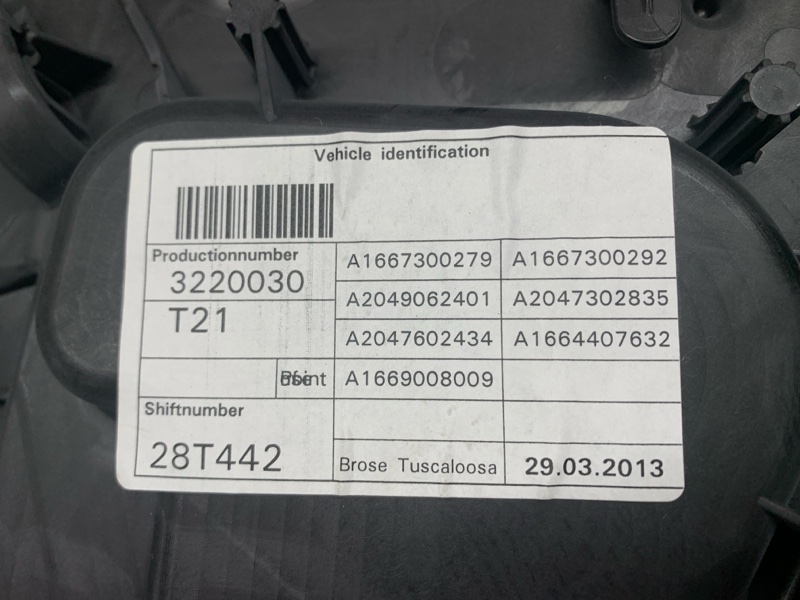 Vehicle identification
Productionnumber
3220030
T21
A1667300279 A1667300292
A2049062401 A2047302835
A2047602434 A1664407632
A1669008009
Shiftnumber
28T442
Brose Tuscaloosa 29.03.2013